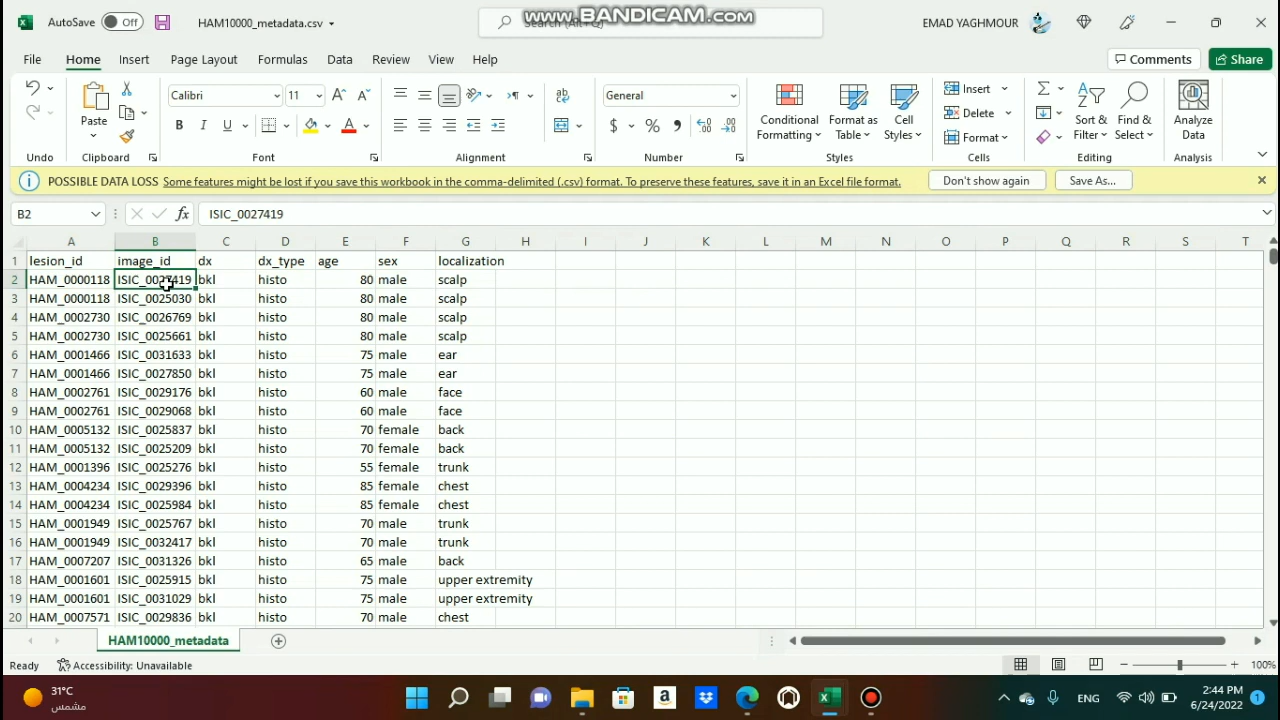 AutoSave Off HAM10000_metadata.csv www.BANDICAM.com EMAD YAGHMOUR
File Home Insert Page Layout Formulas Data Review View Help Comments Share
Paste Calibri 11 General Conditional Formatting Format as Table Cell Styles Insert Delete Format Sort & Filter Find & Select Analyze Data
Undo Clipboard Font Alignment Number Styles Cells Editing Analysis
POSSIBLE DATA LOSS Some features might be lost if you save this workbook in the comma-delimited (.csv) format. To preserve these features, save it in an Excel file format. Don't show again Save As...
B2 ISIC_0027419
A B C D E F G H I J K L M N O P Q R S T
1 lesion_id image_id dx dx_type age sex localization
2 HAM_0000118 ISIC_0027419 bkl histo 80 male scalp
3 HAM_0000118 ISIC_0025030 bkl histo 80 male scalp
4 HAM_0002730 ISIC_0026769 bkl histo 80 male scalp
5 HAM_0002730 ISIC_0025661 bkl histo 80 male scalp
6 HAM_0001466 ISIC_0031633 bkl histo 75 male ear
7 HAM_0001466 ISIC_0027850 bkl histo 75 male ear
8 HAM_0002761 ISIC_0029176 bkl histo 60 male face
9 HAM_0002761 ISIC_0029068 bkl histo 60 male face
10 HAM_0005132 ISIC_0025837 bkl histo 70 female back
11 HAM_0005132 ISIC_0025209 bkl histo 70 female back
12 HAM_0001396 ISIC_0025276 bkl histo 55 female trunk
13 HAM_0004234 ISIC_0029396 bkl histo 85 female chest
14 HAM_0004234 ISIC_0025984 bkl histo 85 female chest
15 HAM_0001949 ISIC_0025767 bkl histo 70 male trunk
16 HAM_0001949 ISIC_0032417 bkl histo 70 male trunk
17 HAM_0007207 ISIC_0031326 bkl histo 65 male back
18 HAM_0001601 ISIC_0025915 bkl histo 75 male upper extremity
19 HAM_0001601 ISIC_0031029 bkl histo 75 male upper extremity
20 HAM_0007571 ISIC_0029836 bkl histo 70 male chest
HAM10000_metadata
Ready Accessibility: Unavailable 100%
31°C ENG 2:44 PM
مشمس 6/24/2022 1